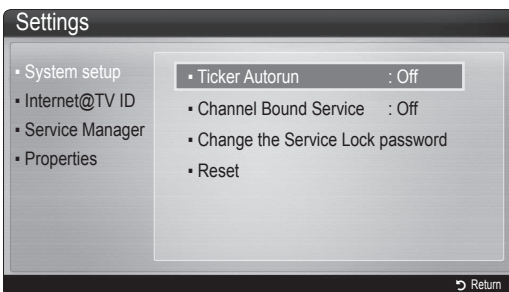 Settings
▪ System setup
▪ Internet@TV ID
▪ Service Manager
▪ Properties
▪ Ticker Autorun : Off
▪ Channel Bound Service : Off
▪ Change the Service Lock password
▪ Reset
Return